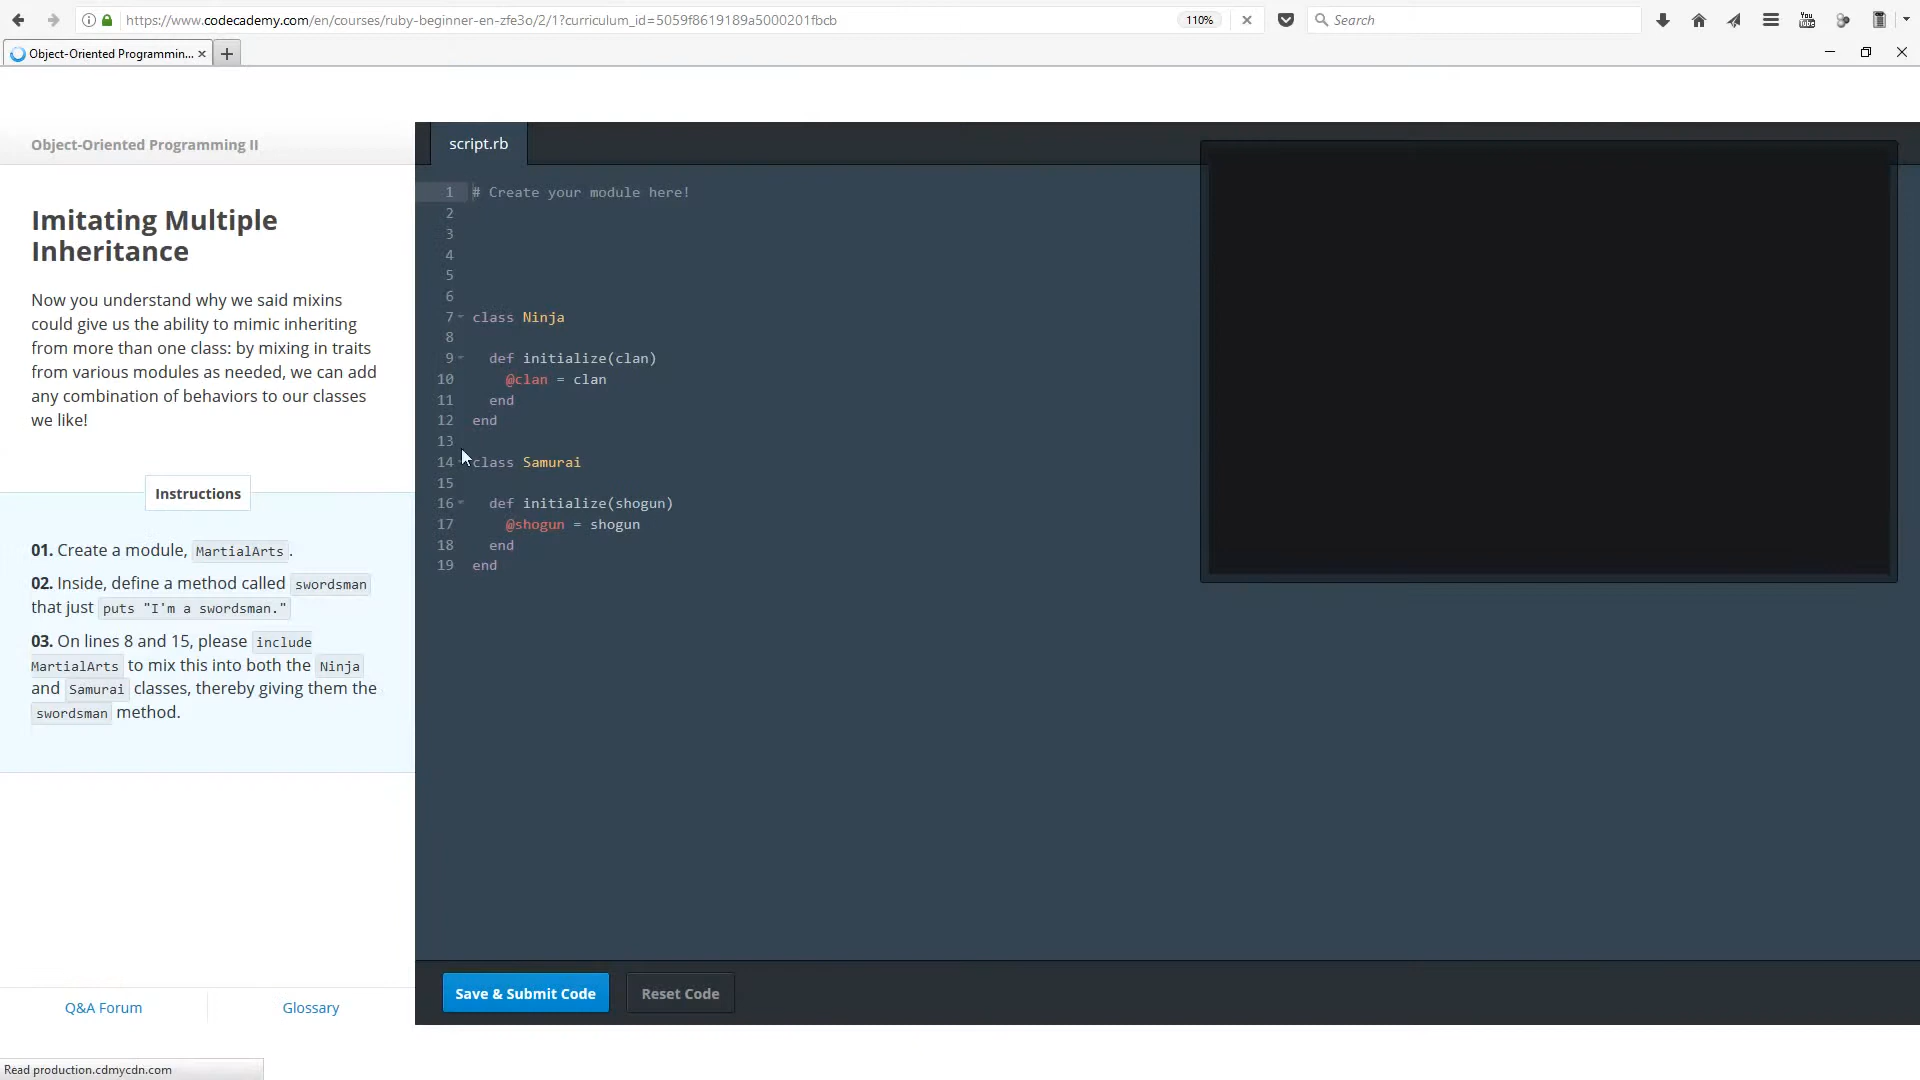 https://www.codecademy.com/en/courses/ruby-beginner-en-zfe3o/2/1?curriculum_id=5059f8619189a5000201fbcb
110%
Search
You Tube
Object-Oriented Programmin...
Object-Oriented Programming II
Imitating Multiple
Inheritance
Now you understand why we said mixins
could give us the ability to mimic inheriting
from more than one class: by mixing in traits
from various modules as needed, we can add
any combination of behaviors to our classes
we like!
Instructions
01. Create a module, MartialArts.
02. Inside, define a method called swordsman
that just puts "I'm a swordsman."
03. On lines 8 and 15, please include
MartialArts to mix this into both the Ninja
and Samurai classes, thereby giving them the
swordsman method.
Q&A Forum
Glossary
script.rb
1 # Create your module here!
2
3
4
5
6
7 class Ninja
8
9 def initialize(clan)
10 @clan = clan
11 end
12 end
13
14 class Samurai
15
16 def initialize(shogun)
17 @shogun = shogun
18 end
19 end
Save & Submit Code
Reset Code
Read production.cdmycdn.com